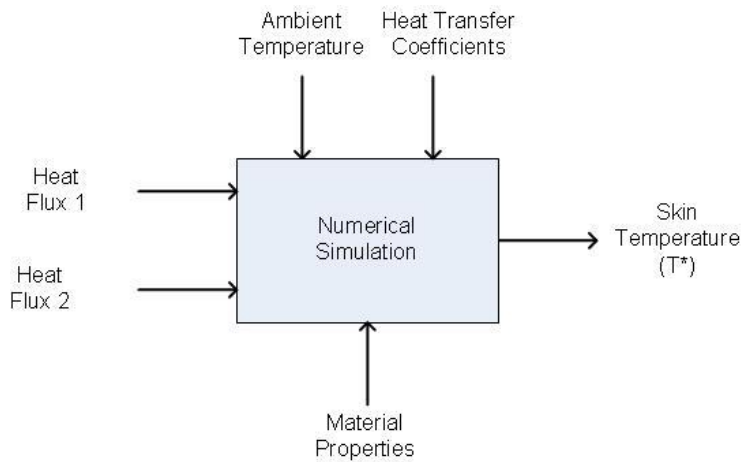 Ambient
Temperature
Heat Transfer
Coefficients
Heat
Flux 1
Numerical
Simulation
Skin
Temperature
(T*)
Heat
Flux 2
Material
Properties